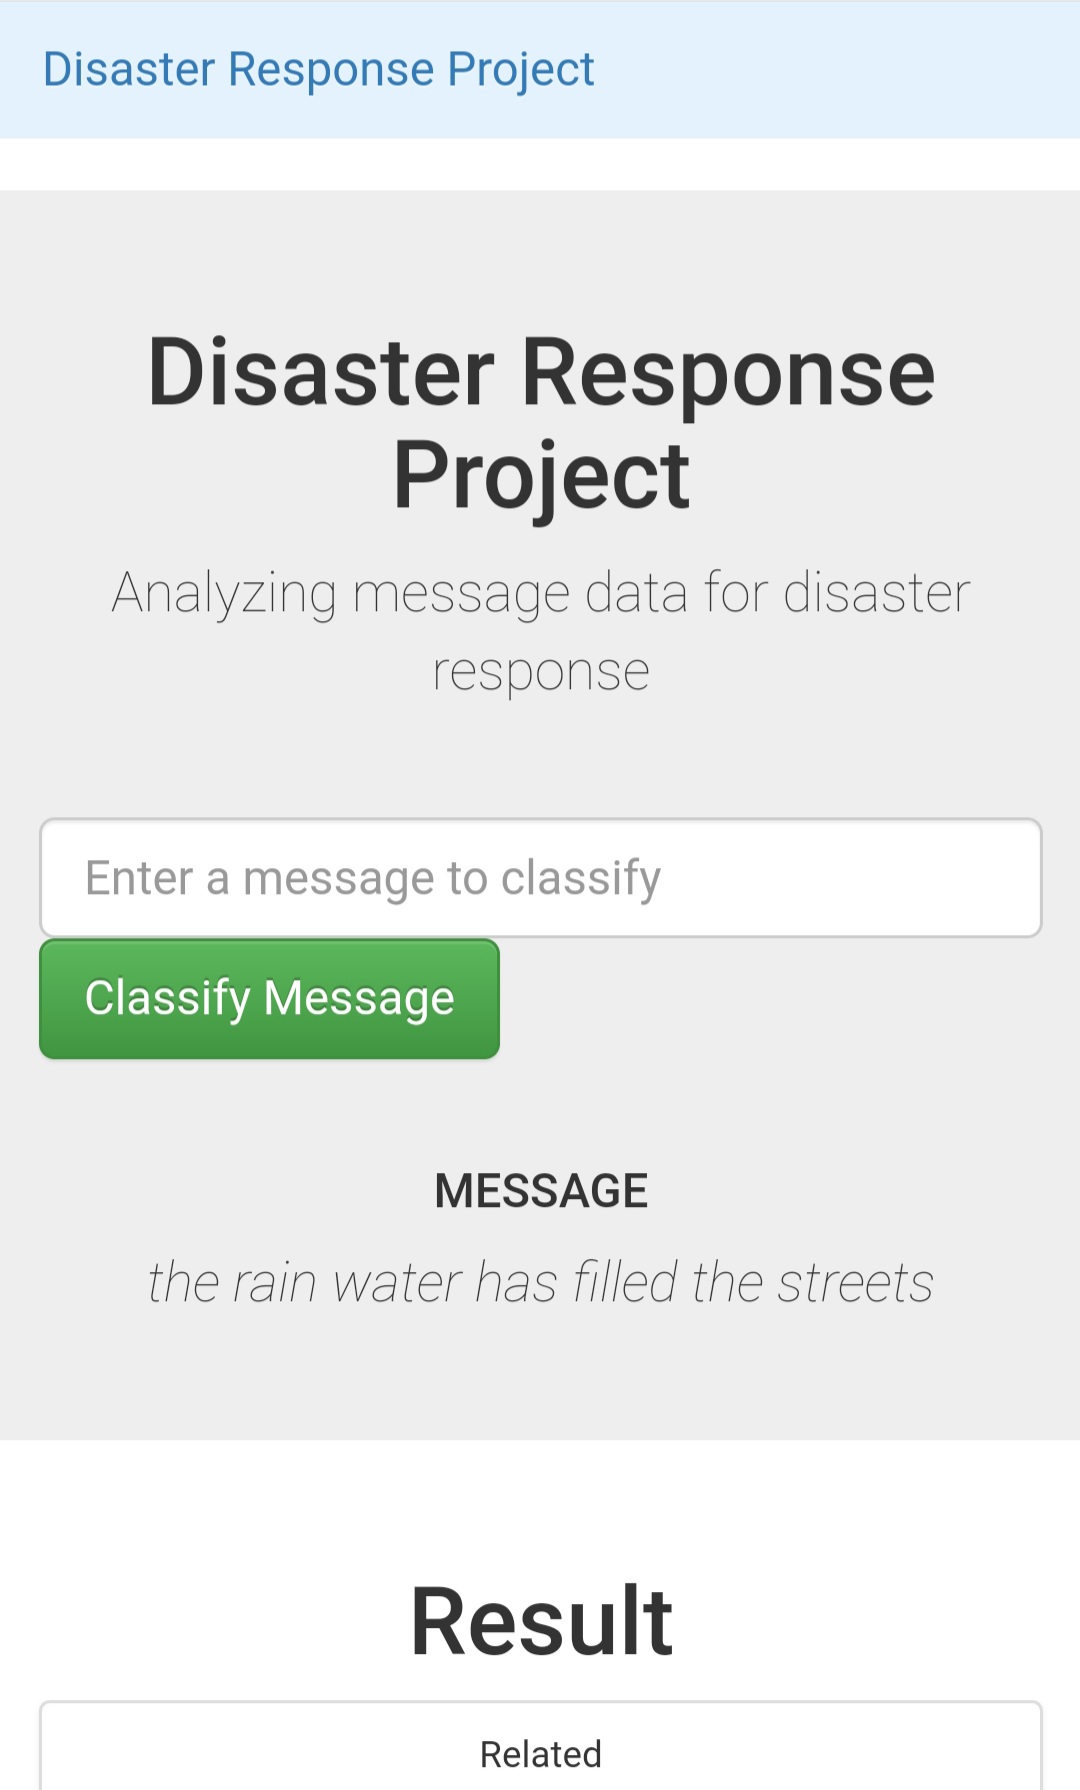 Disaster Response Project
Disaster Response
Project
Analyzing message data for disaster
response
Enter a message to classify
Classify Message
MESSAGE
the rain water has filled the streets
Result
Related